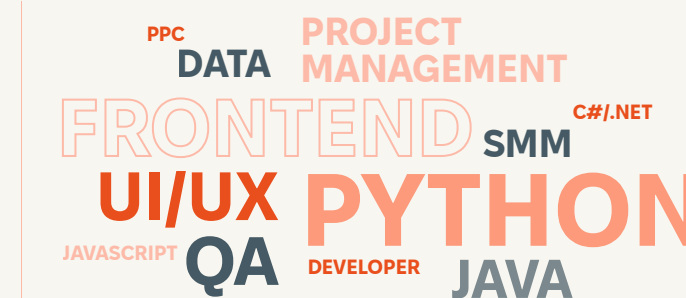 PPC
PROJECT
MANAGEMENT
DATA
FRONTEND
C#/.NET
SMM
UI/UX
PYTHON
JAVASCRIPT
QA
DEVELOPER
JAVA